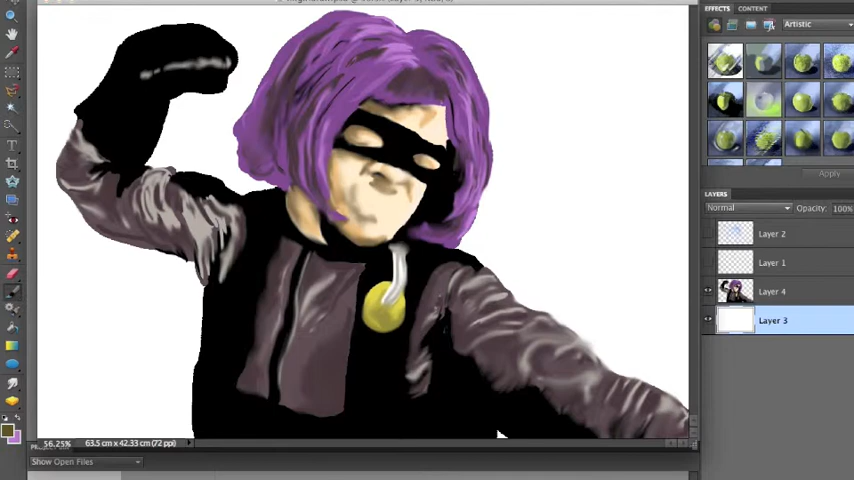 EFFECTS
CONTENT
Artistic
Apply
LAYERS
Normal
Opacity: 100%
Layer 2
Layer 1
Layer 4
Layer 3
56.25%
63.5 cm x 42.33 cm (72 ppi)
Show Open Files